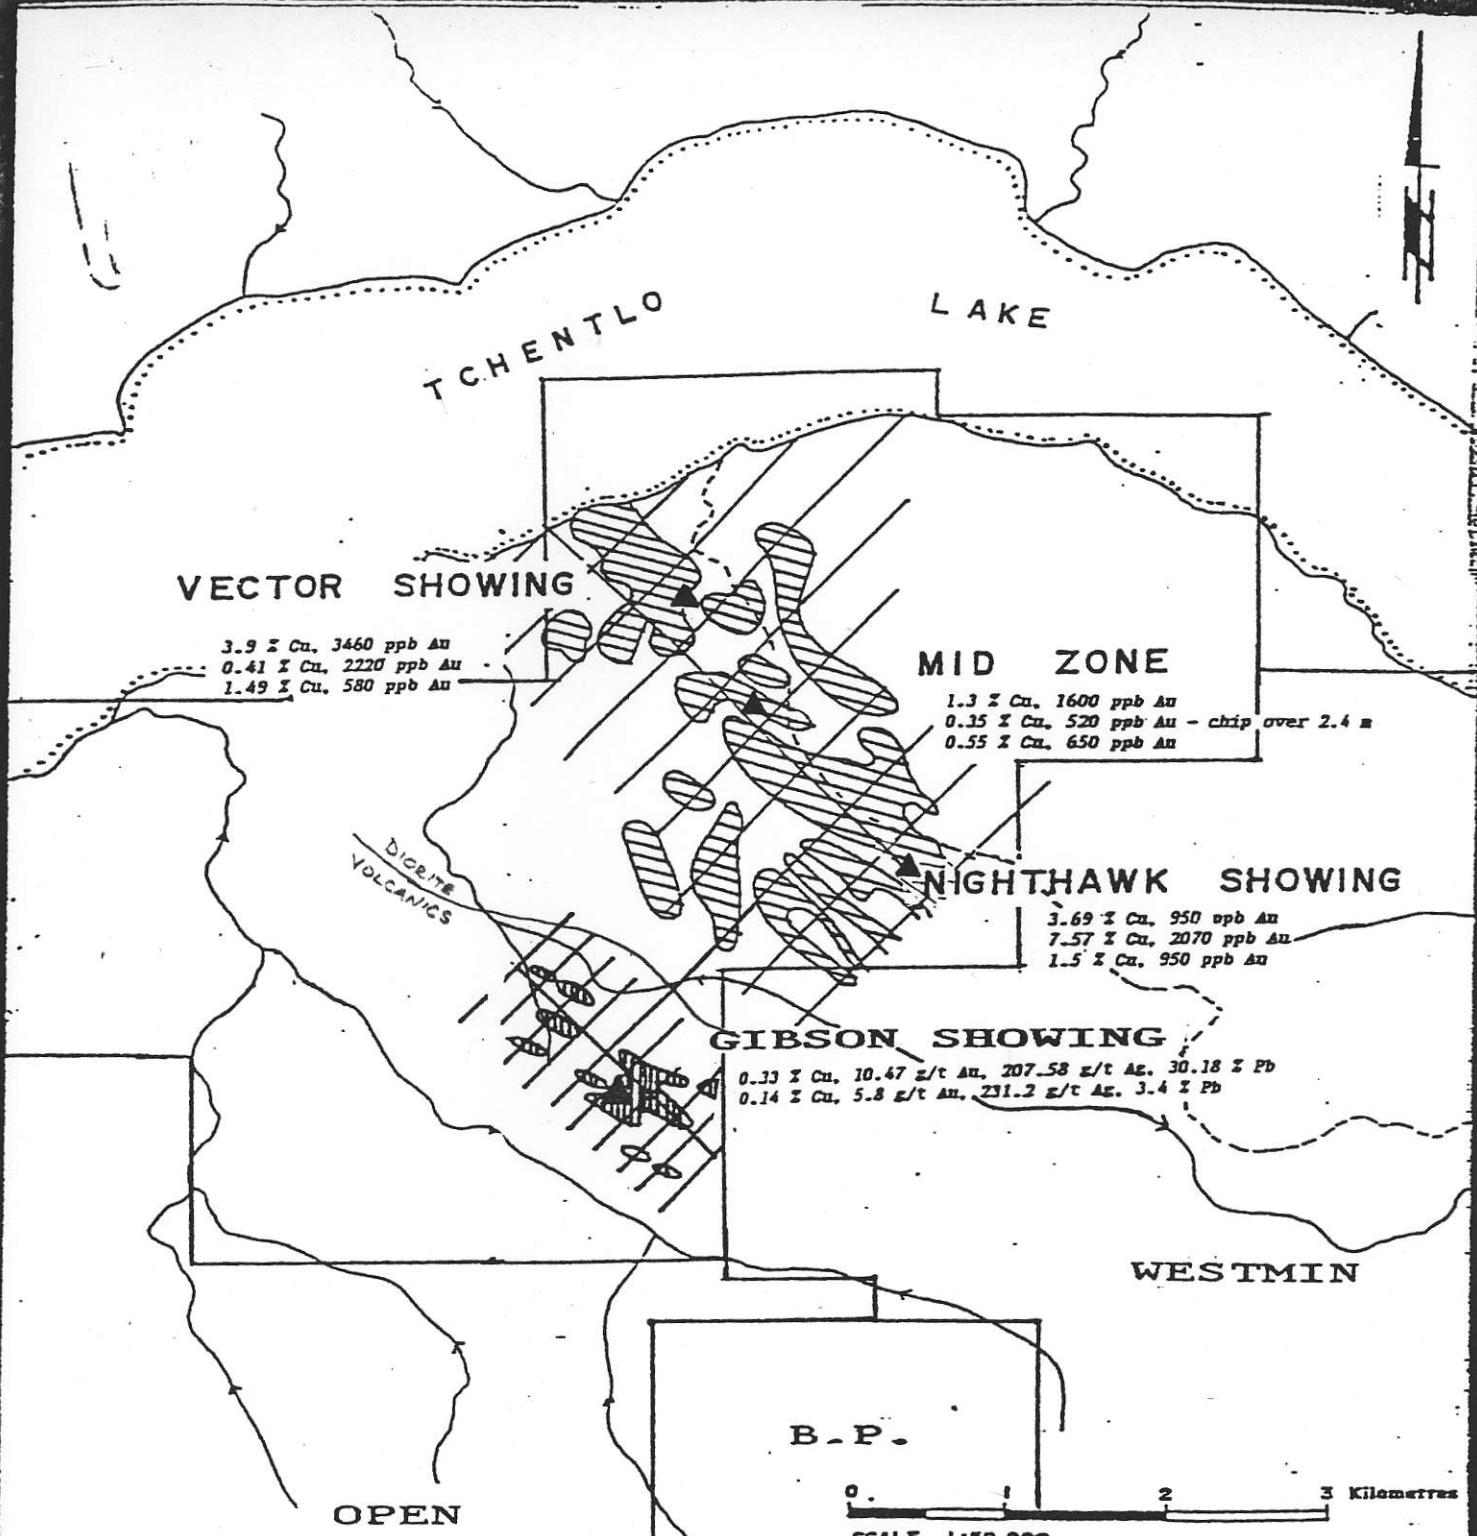 TCHENTLO LAKE
VECTOR SHOWING
3.9 % Cu, 3460 ppb Au
0.41 % Cu, 2220 ppb Au
1.49 % Cu, 580 ppb Au
MID ZONE
1.3 % Cu, 1600 ppb Au
0.35 % Cu, 520 ppb Au - chip over 2.4 m
0.55 % Cu, 650 ppb Au
DIORITE
VOLCANICS
NIGHTHAWK SHOWING
3.69 % Cu, 950 ppb Au
7.57 % Cu, 2070 ppb Au
1.5 % Cu, 950 ppb Au
GIBSON SHOWING
0.33 % Cu, 10.47 g/t Au, 207.58 g/t Ag, 30.18 % Pb
0.14 % Cu, 5.8 g/t Au, 231.2 g/t Ag, 3.4 % Pb
WESTMIN
B.P.
OPEN
0 1 2 3 Kilometres